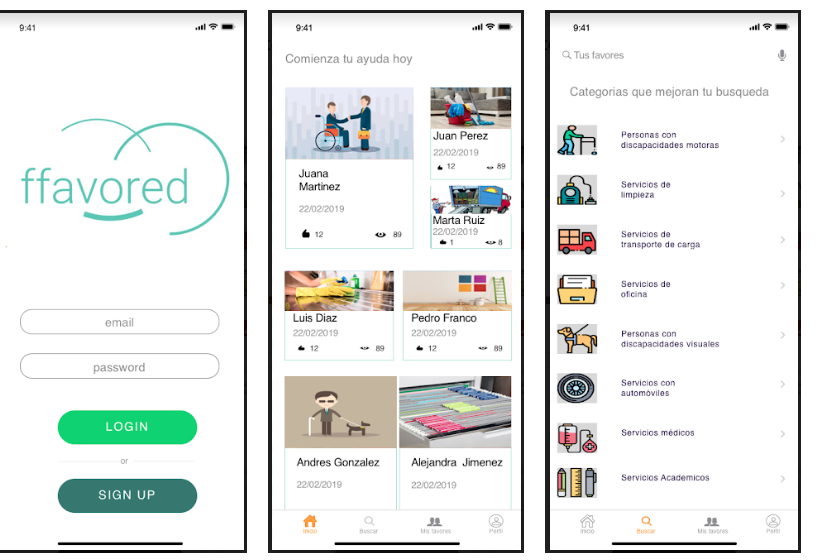 9:41
ffavored
email
password
LOGIN
or
SIGN UP
9:41
Comienza tu ayuda hoy
Juana
Martinez
22/02/2019
12 89
Juan Perez
22/02/2019
12 89
Marta Ruiz
22/02/2019
1 8
Luis Diaz
22/02/2019
12 89
Pedro Franco
22/02/2019
12 89
Andres Gonzalez
22/02/2019
Alejandra Jimenez
22/02/2019
Inicio Buscar Mis favores Perfil
9:41
Tus favores
Categorias que mejoran tu busqueda
Personas con
discapacidades motoras
Servicios de
limpieza
Servicios de
transporte de carga
Servicios de
oficina
Personas con
discapacidades visuales
Servicios con
automóviles
Servicios médicos
Servicios Academicos
Inicio Buscar Mis favores Perfil